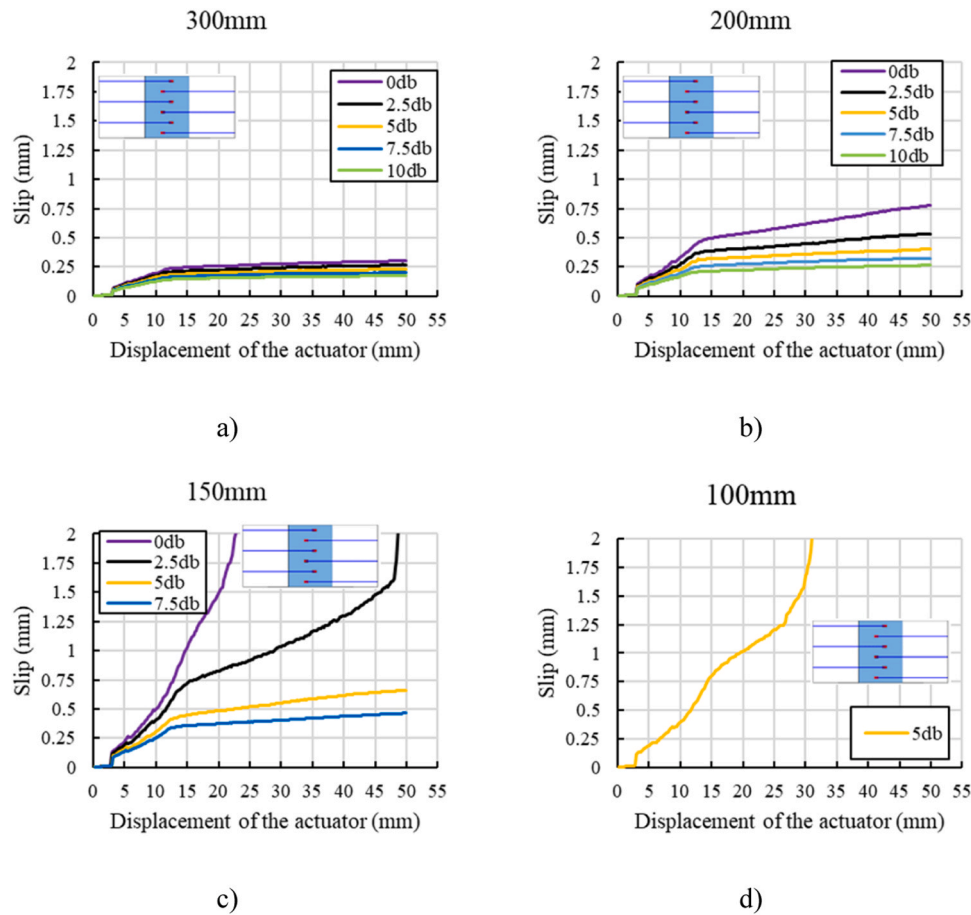 300mm
2
1.75
1.5
1.25
1
0.75
0.5
0.25
0
Slip (mm)
0db
2.5db
5db
7.5db
10db
0 5 10 15 20 25 30 35 40 45 50 55
Displacement of the actuator (mm)
a)
200mm
2
1.75
1.5
1.25
1
0.75
0.5
0.25
0
Slip (mm)
0db
2.5db
5db
7.5db
10db
0 5 10 15 20 25 30 35 40 45 50 55
Displacement of the actuator (mm)
b)
150mm
2
1.75
1.5
1.25
1
0.75
0.5
0.25
0
Slip (mm)
0db
2.5db
5db
7.5db
0 5 10 15 20 25 30 35 40 45 50 55
Displacement of the actuator (mm)
c)
100mm
2
1.75
1.5
1.25
1
0.75
0.5
0.25
0
Slip (mm)
5db
0 5 10 15 20 25 30 35 40 45 50 55
Displacement of the actuator (mm)
d)